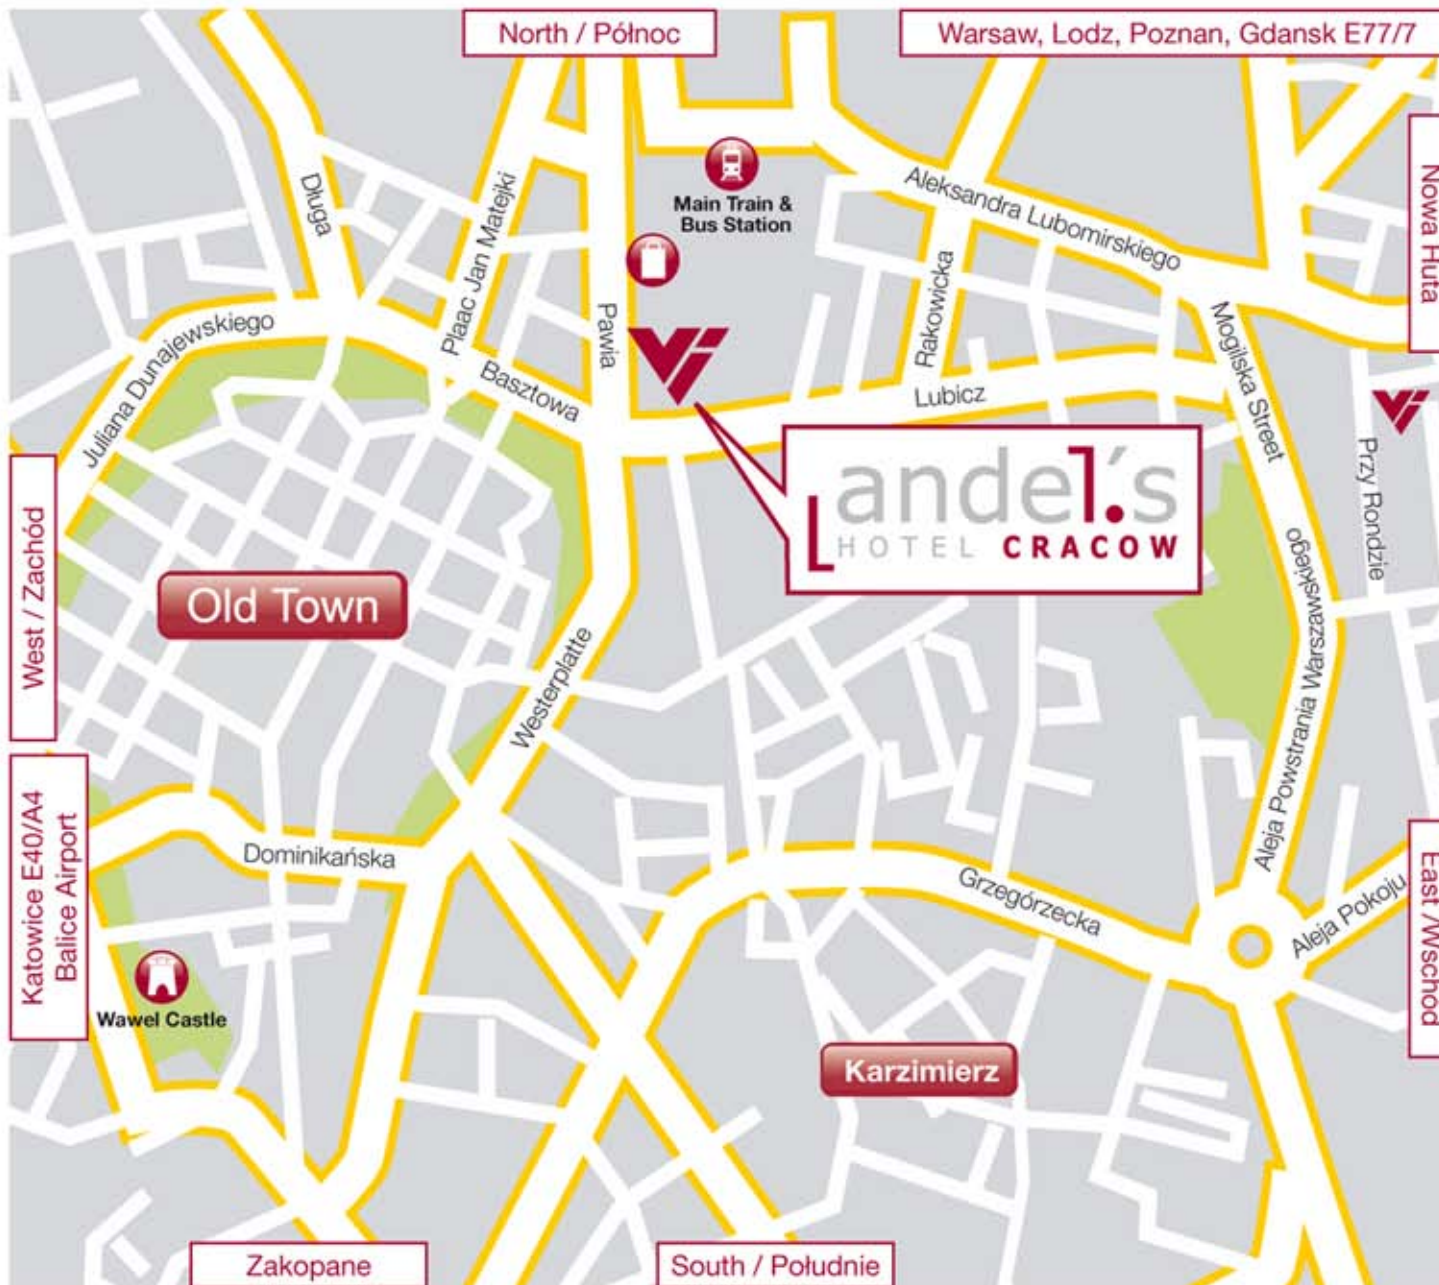 North / Północ
Warsaw, Lodz, Poznan, Gdansk E77/7
Nowa Huta
Długa
Plaac Jan Matejki
Main Train &
Bus Station
Aleksandra Lubomirskiego
Juliana Dunajewskiego
Basztowa
Pawia
Rakowicka
Lubicz
Mogilska Street
Przy Rondzie
andel's
HOTEL CRACOW
West / Zachód
Old Town
Westerplatte
Aleja Powstrania Warszawskiego
Katowice E40/A4
Balice Airport
Dominikańska
Grzegórzecka
Aleja Pokoju
East /Wschod
Wawel Castle
Karzimierz
Zakopane
South / Południe